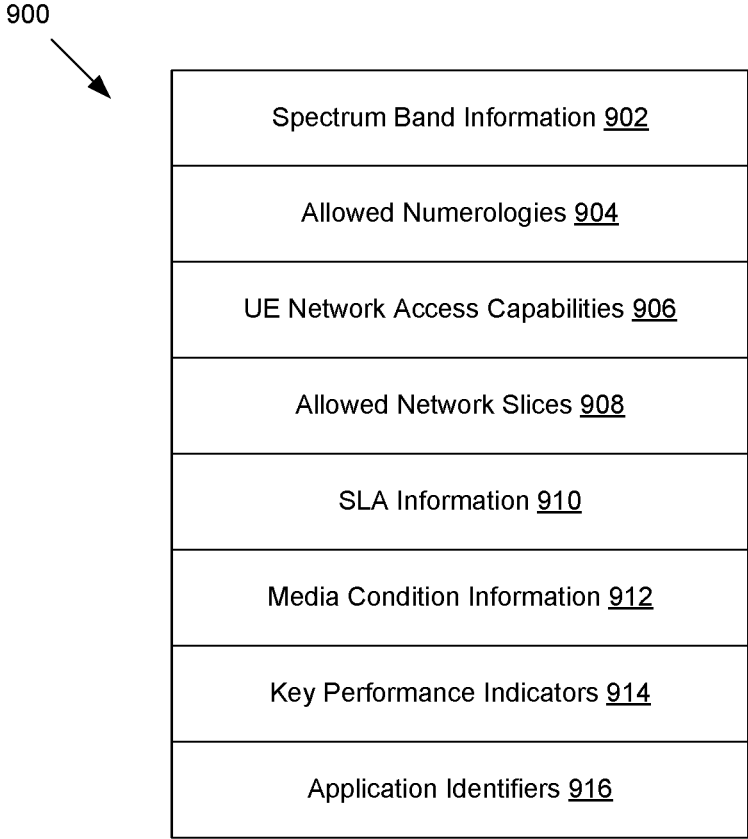 900
Spectrum Band Information 902
Allowed Numerologies 904
UE Network Access Capabilities 906
Allowed Network Slices 908
SLA Information 910
Media Condition Information 912
Key Performance Indicators 914
Application Identifiers 916